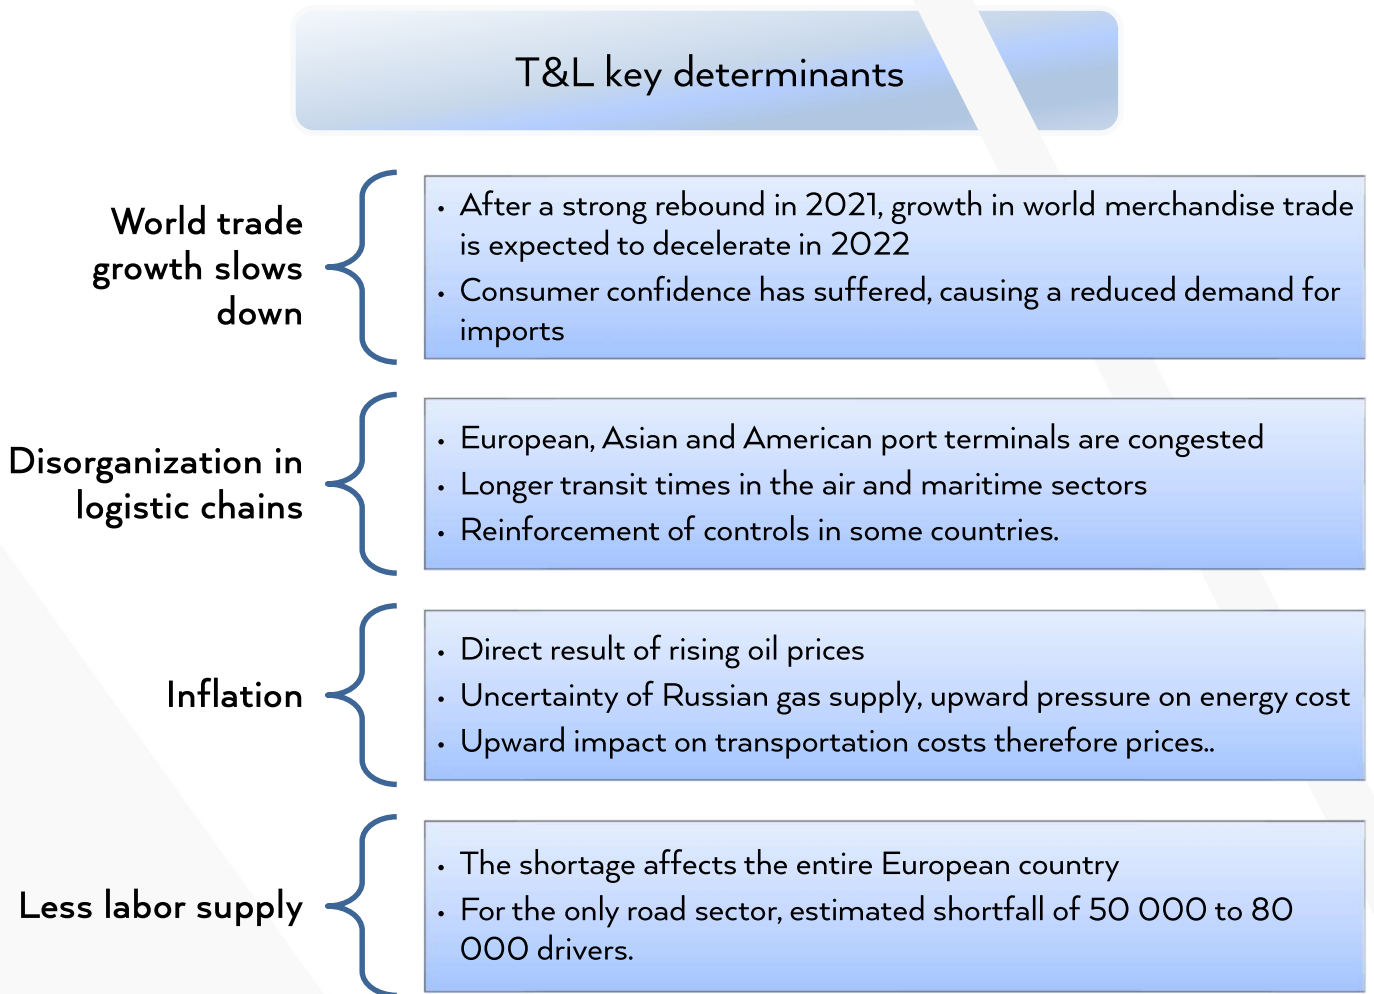 T&L key determinants
World trade
growth slows
down
• After a strong rebound in 2021, growth in world merchandise trade
is expected to decelerate in 2022
• Consumer confidence has suffered, causing a reduced demand for
imports
Disorganization in
logistic chains
• European, Asian and American port terminals are congested
• Longer transit times in the air and maritime sectors
• Reinforcement of controls in some countries.
Inflation
• Direct result of rising oil prices
• Uncertainty of Russian gas supply, upward pressure on energy cost
• Upward impact on transportation costs therefore prices..
Less labor supply
• The shortage affects the entire European country
• For the only road sector, estimated shortfall of 50 000 to 80
000 drivers.